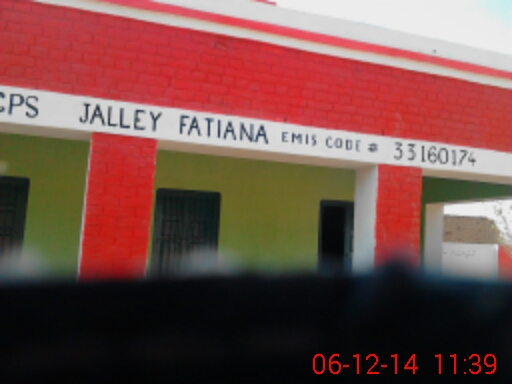 CPS JALLEY FATIANA EMIS CODE # 33160174
06-12-14 11:39